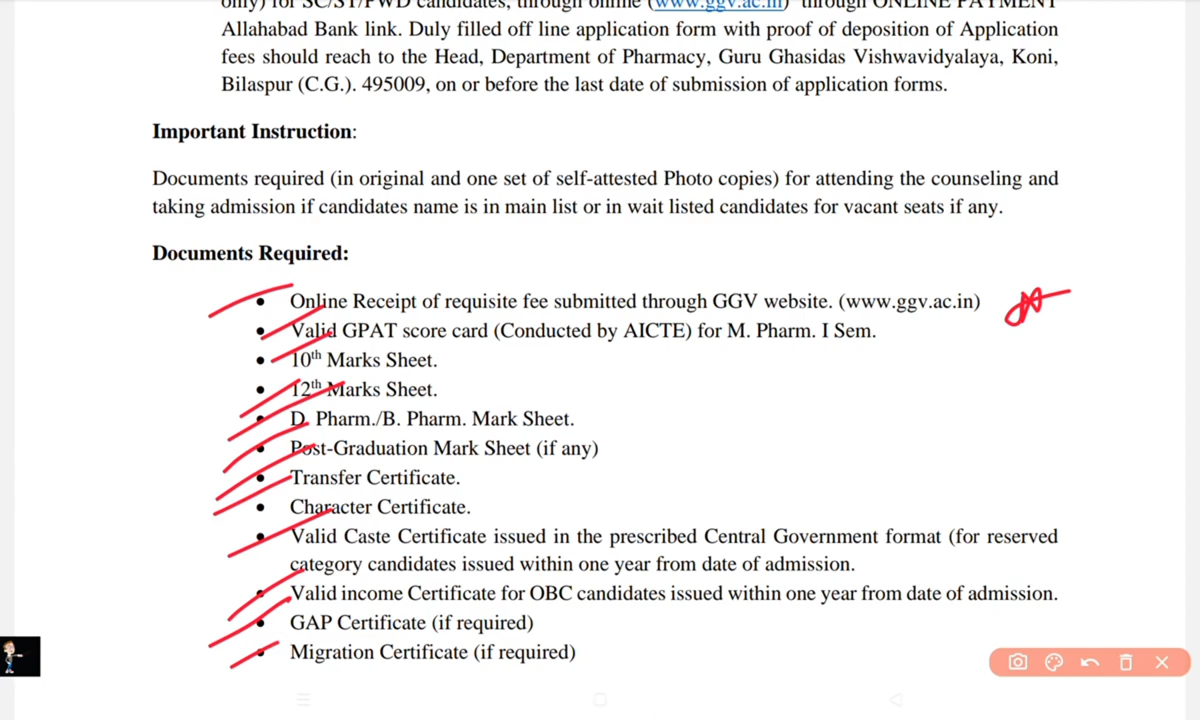 only) for SC/ST/PWD candidates, through online (www.ggv.ac.in) through ONLINE PAYMENT
Allahabad Bank link. Duly filled off line application form with proof of deposition of Application
fees should reach to the Head, Department of Pharmacy, Guru Ghasidas Vishwavidyalaya, Koni,
Bilaspur (C.G.). 495009, on or before the last date of submission of application forms.
Important Instruction:
Documents required (in original and one set of self-attested Photo copies) for attending the counseling and
taking admission if candidates name is in main list or in wait listed candidates for vacant seats if any.
Documents Required:
• Online Receipt of requisite fee submitted through GGV website. (www.ggv.ac.in)
• Valid GPAT score card (Conducted by AICTE) for M. Pharm. I Sem.
• 10th Marks Sheet.
• 12th Marks Sheet.
• D. Pharm./B. Pharm. Mark Sheet.
• Post-Graduation Mark Sheet (if any)
• Transfer Certificate.
• Character Certificate.
• Valid Caste Certificate issued in the prescribed Central Government format (for reserved
category candidates issued within one year from date of admission.
• Valid income Certificate for OBC candidates issued within one year from date of admission.
• GAP Certificate (if required)
• Migration Certificate (if required)